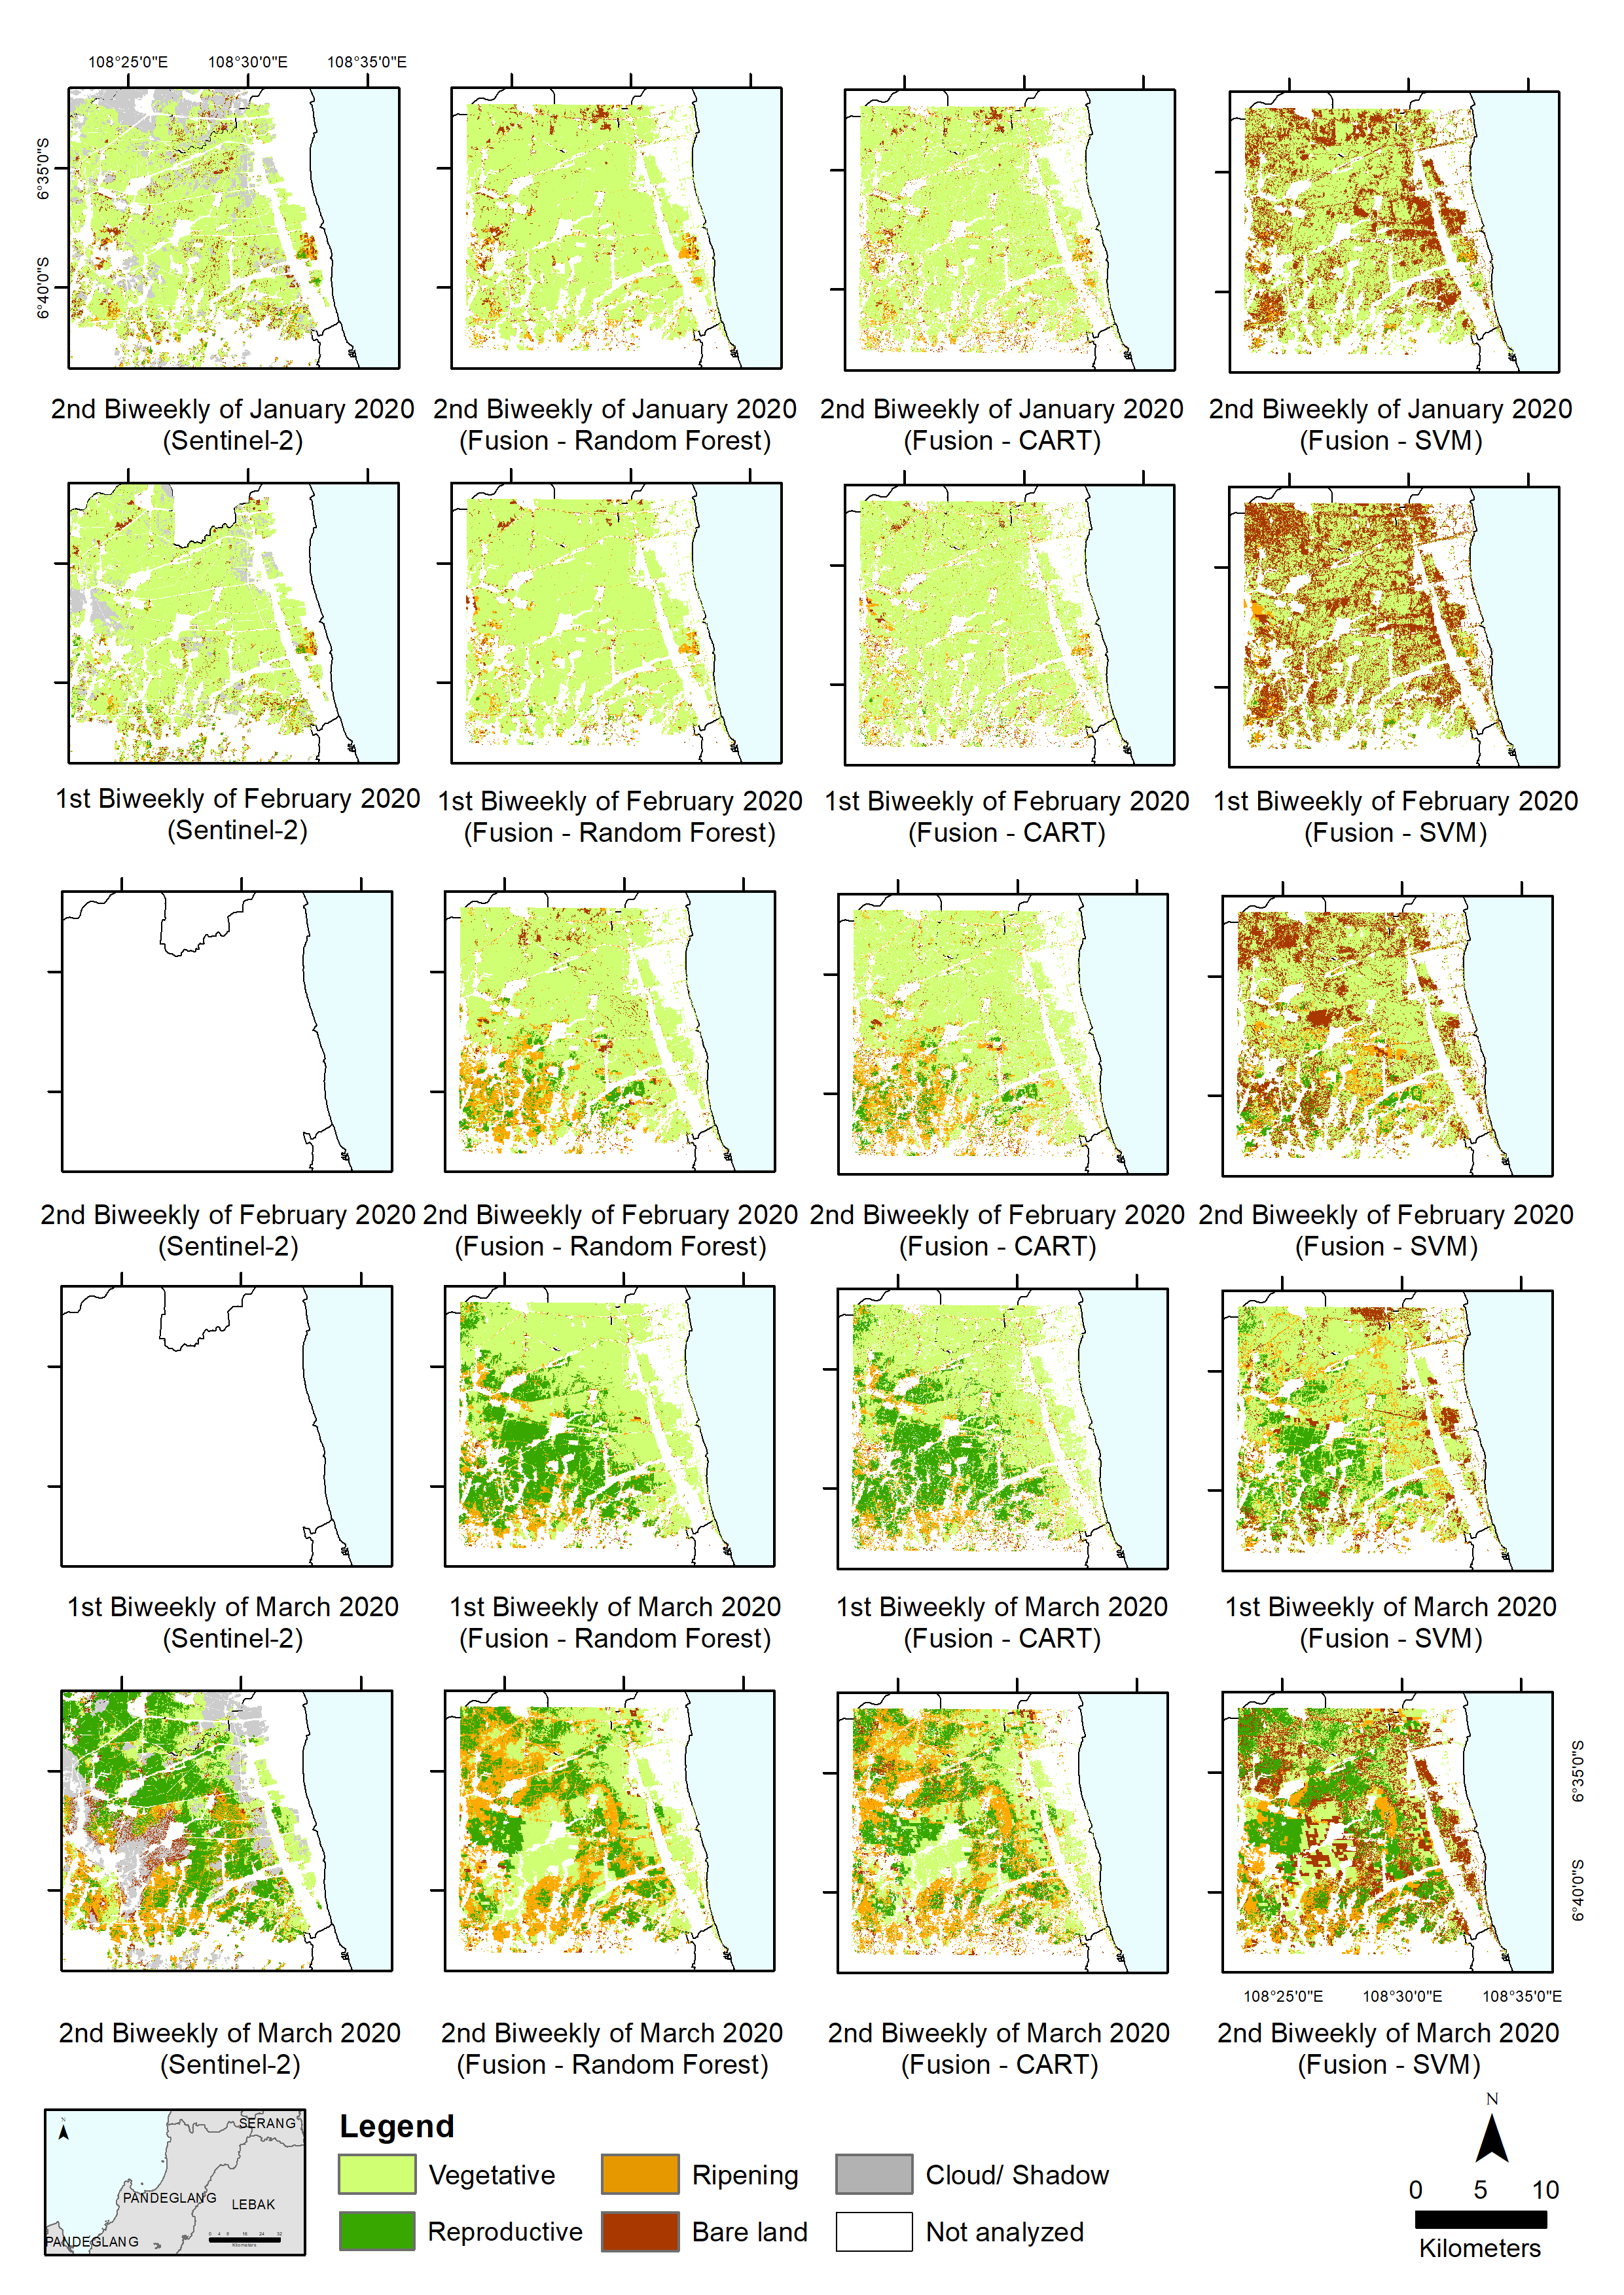 108°25'0"E 108°30'0"E 108°35'0"E
6°35'0"S
6°40'0"S
2nd Biweekly of January 2020 2nd Biweekly of January 2020 2nd Biweekly of January 2020 2nd Biweekly of January 2020
(Sentinel-2) (Fusion - Random Forest) (Fusion - CART) (Fusion - SVM)
1st Biweekly of February 2020 1st Biweekly of February 2020 1st Biweekly of February 2020 1st Biweekly of February 2020
(Sentinel-2) (Fusion - Random Forest) (Fusion - CART) (Fusion - SVM)
2nd Biweekly of February 2020 2nd Biweekly of February 2020 2nd Biweekly of February 2020 2nd Biweekly of February 2020
(Sentinel-2) (Fusion - Random Forest) (Fusion - CART) (Fusion - SVM)
1st Biweekly of March 2020 1st Biweekly of March 2020 1st Biweekly of March 2020 1st Biweekly of March 2020
(Sentinel-2) (Fusion - Random Forest) (Fusion - CART) (Fusion - SVM)
6°35'0"S
6°40'0"S
108°25'0"E 108°30'0"E 108°35'0"E
2nd Biweekly of March 2020 2nd Biweekly of March 2020 2nd Biweekly of March 2020 2nd Biweekly of March 2020
(Sentinel-2) (Fusion - Random Forest) (Fusion - CART) (Fusion - SVM)
N
SERANG
PANDEGLANG LEBAK
PANDEGLANG
0 4 8 16 24 32
Kilometers
Legend
Vegetative Ripening Cloud/ Shadow
Reproductive Bare land Not analyzed
N
0 5 10
Kilometers